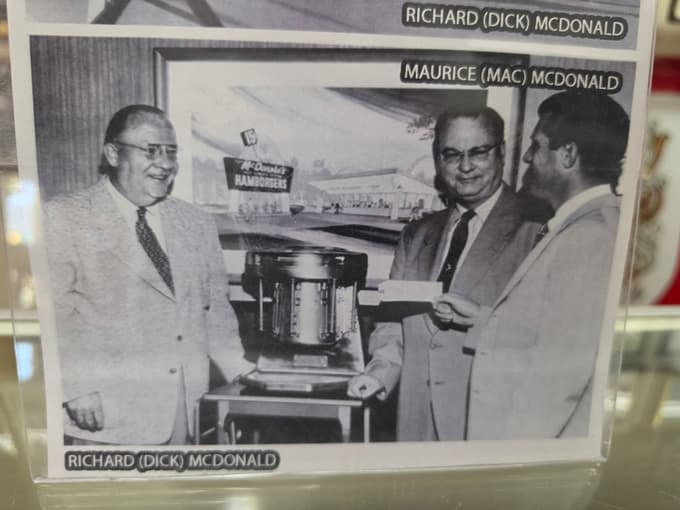 RICHARD (DICK) MCDONALD
MAURICE (MAC) MCDONALD
15
McDonald's
HAMBURGERS
RICHARD (DICK) MCDONALD